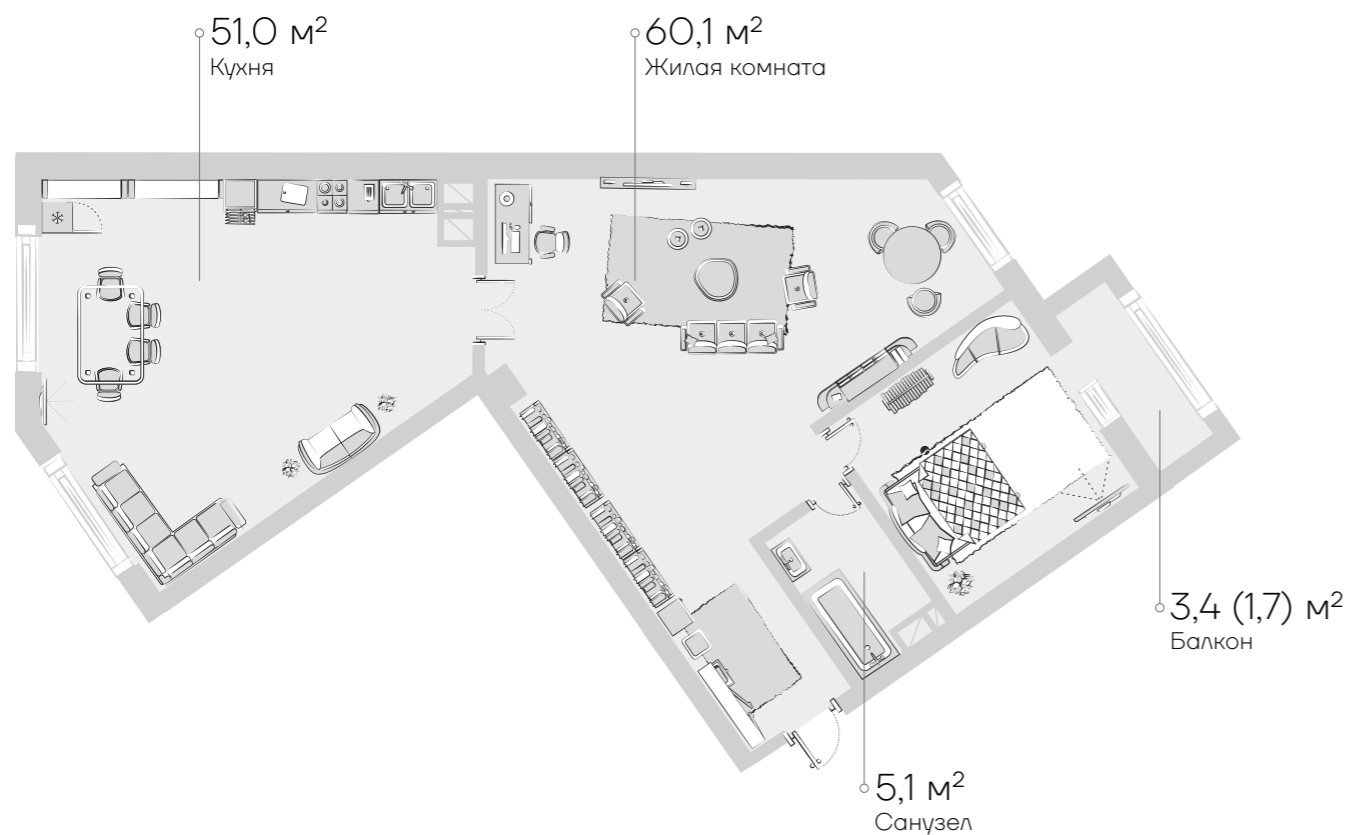 51,0 м²
Кухня
60,1 м²
Жилая комната
3,4 (1,7) м²
Балкон
5,1 м²
Санузел